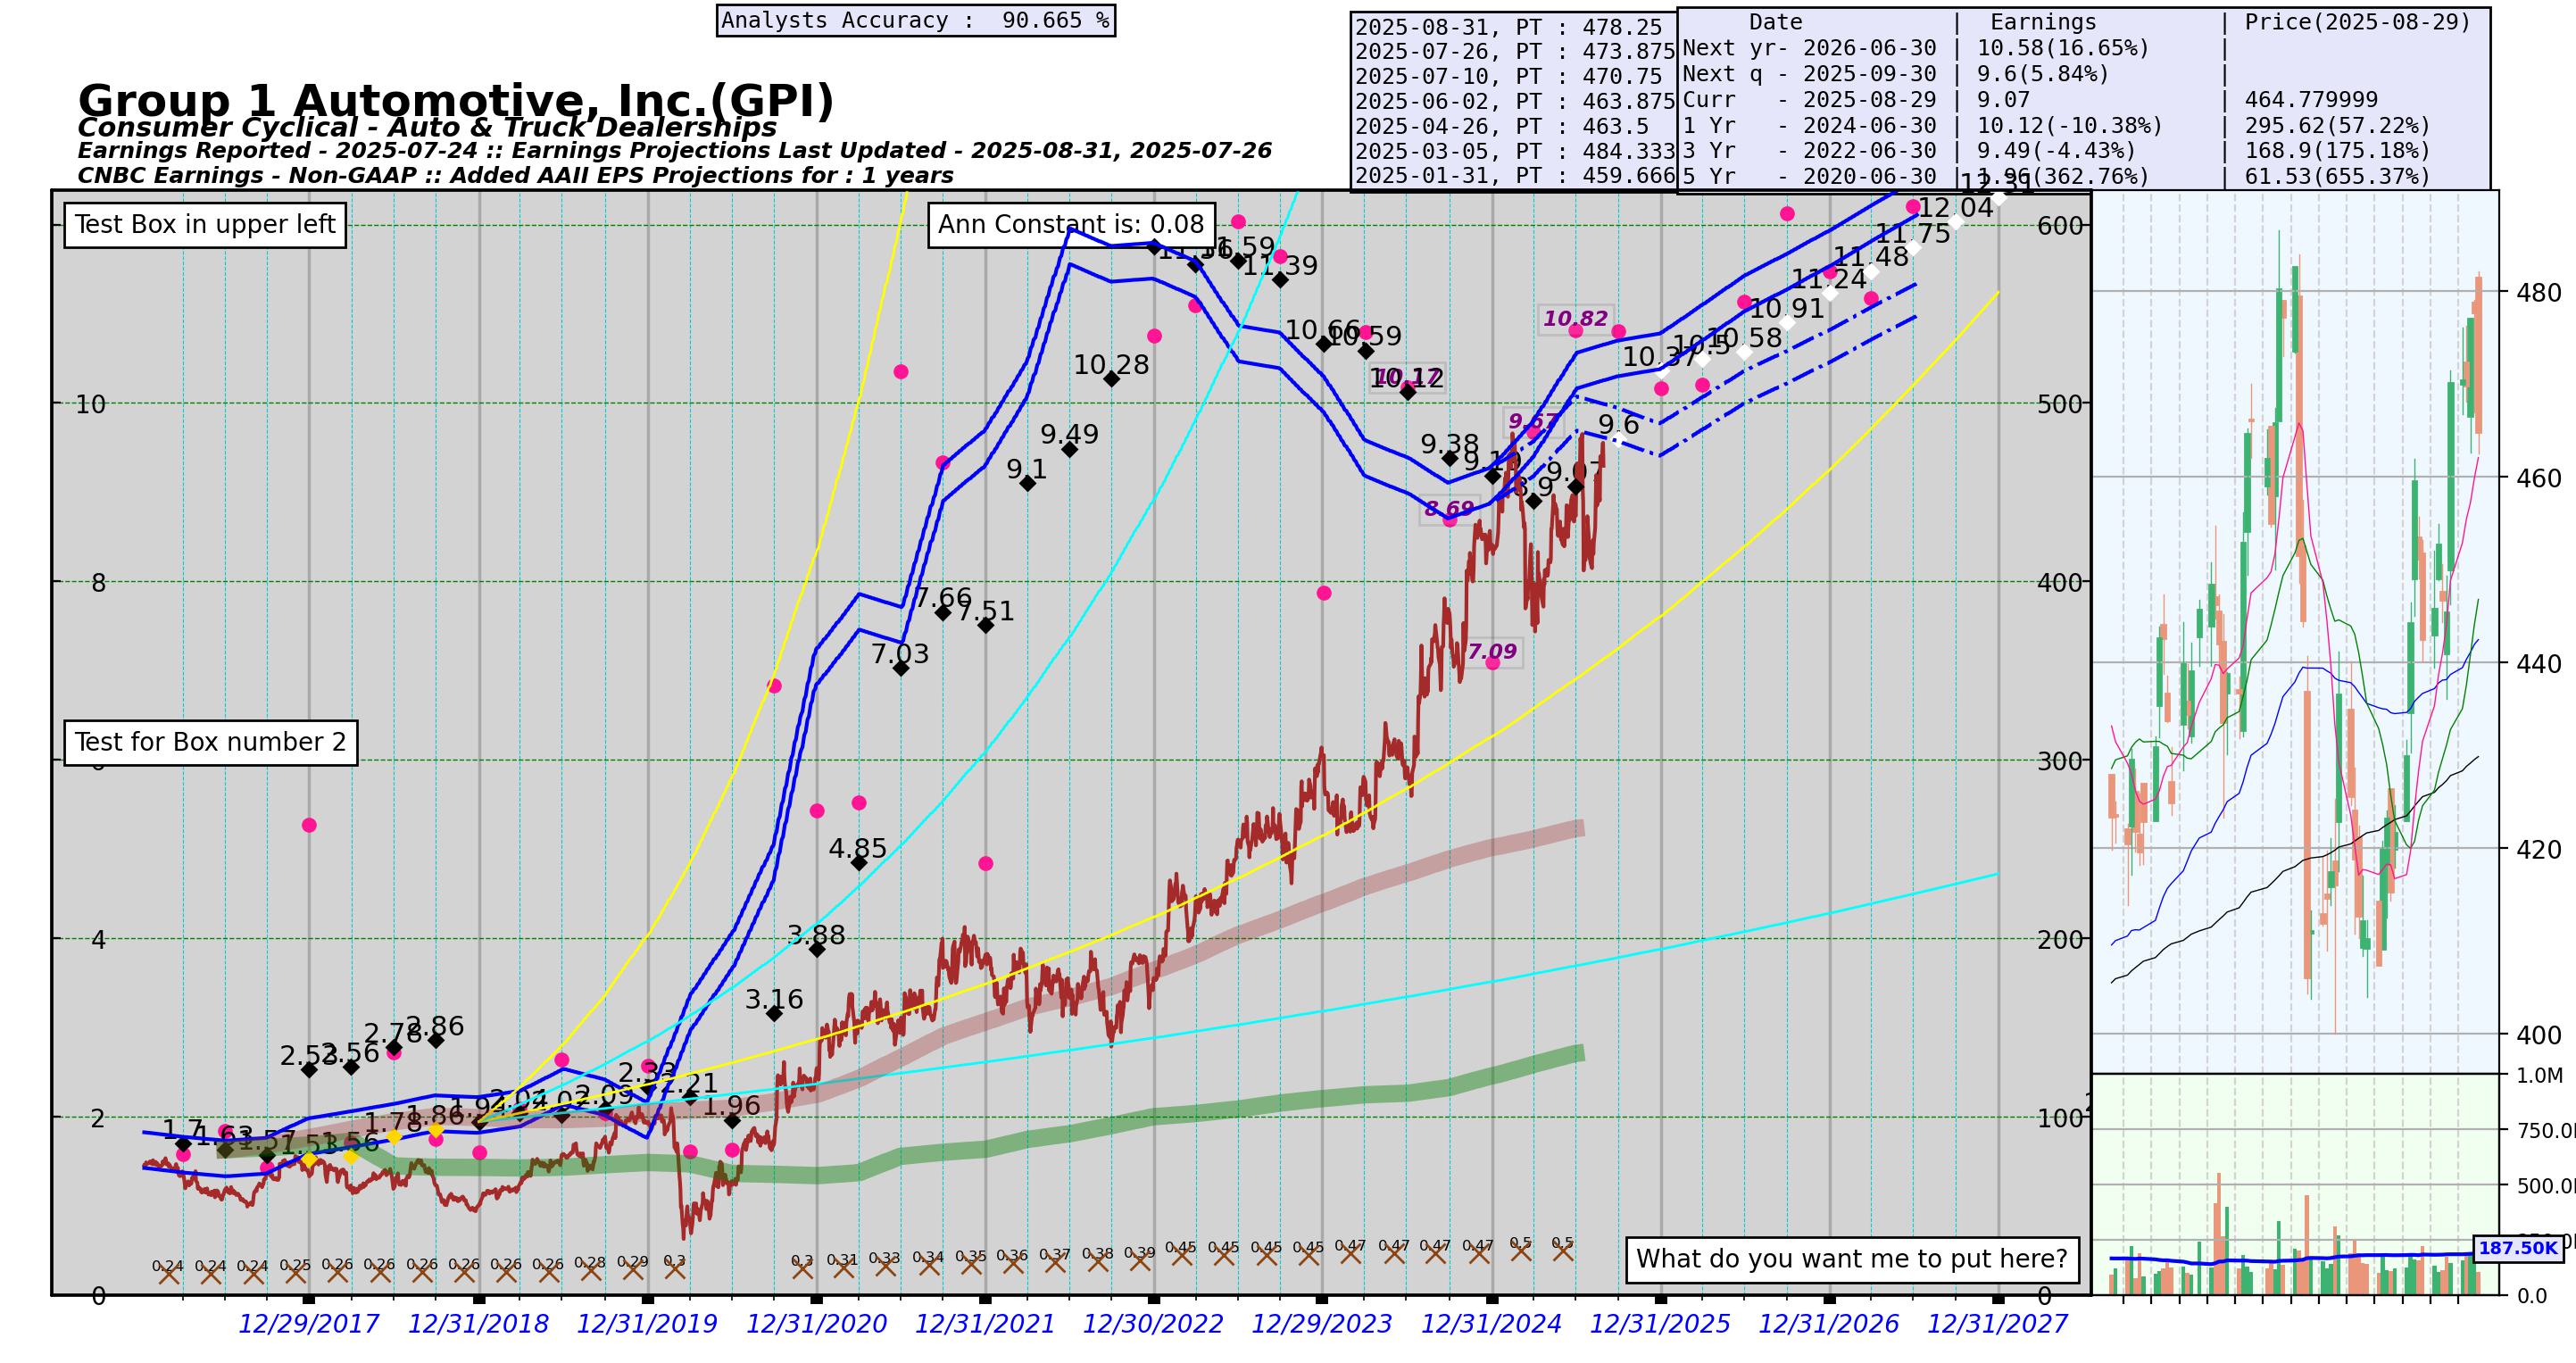 Analysts Accuracy :  90.665 %
Group 1 Automotive, Inc.(GPI)
Consumer Cyclical - Auto & Truck Dealerships
Earnings Reported - 2025-07-24 :: Earnings Projections Last Updated - 2025-08-31, 2025-07-26
CNBC Earnings - Non-GAAP :: Added AAII EPS Projections for : 1 years
2025-08-31, PT : 478.25
2025-07-26, PT : 473.875
2025-07-10, PT : 470.75
2025-06-02, PT : 463.875
2025-04-26, PT : 463.5
2025-03-05, PT : 484.333
2025-01-31, PT : 459.666
Date | Earnings | Price(2025-08-29)
Next yr- 2026-06-30 | 10.58(16.65%) |
Next q - 2025-09-30 | 9.6(5.84%) |
Curr - 2025-08-29 | 9.07 | 464.779999
1 Yr - 2024-06-30 | 10.12(-10.38%) | 295.62(57.22%)
3 Yr - 2022-06-30 | 9.49(-4.43%) | 168.9(175.18%)
5 Yr - 2020-06-30 | 1.96(362.76%) | 61.53(655.37%)
Test Box in upper left
Ann Constant is: 0.08
Test for Box number 2
What do you want me to put here?
10
8
4
2
0
600
500
400
300
200
100
0
1.7
1.63
1.57
2.53
2.56
2.78
2.86
1.53
1.56
1.78
1.86
2.02
2.09
2.33
2.21
1.96
3.16
3.88
4.85
7.03
7.66
7.51
9.1
9.49
10.28
11.59
11.39
10.66
10.59
10.12
9.38
9.19
8.9
9.07
9.6
10.37
10.5
10.58
10.91
11.24
11.48
11.75
12.04
12.31
8.69
7.09
9.67
10.82
10.17
0.24 0.24 0.24 0.25 0.26 0.26 0.26 0.26 0.26 0.26 0.28 0.29 0.3 0.3 0.31 0.33 0.34 0.35 0.36 0.37 0.38 0.39 0.45 0.45 0.45 0.45 0.47 0.47 0.47 0.47 0.5 0.5
12/29/2017 12/31/2018 12/31/2019 12/31/2020 12/31/2021 12/30/2022 12/29/2023 12/31/2024 12/31/2025 12/31/2026 12/31/2027
480
460
440
420
400
1.0M
750.0
500.0
187.50K
0.0